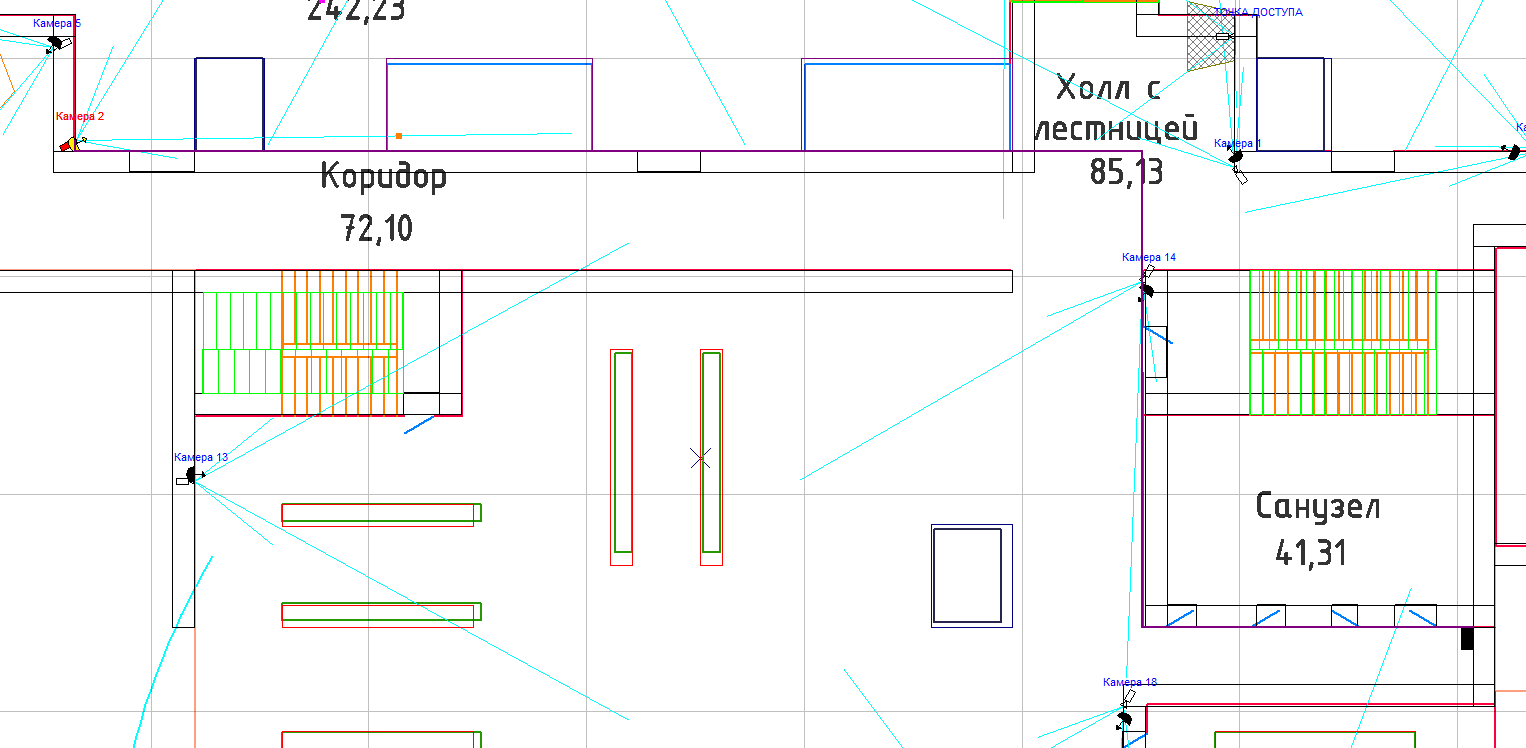 242,23
Камера 5
ТОЧКА ДОСТУПА
Холл с
лестницей
85,13
Камера 2
Камера 1
Ка
Коридор
72,10
Камера 14
Камера 13
Санузел
41,31
Камера 18